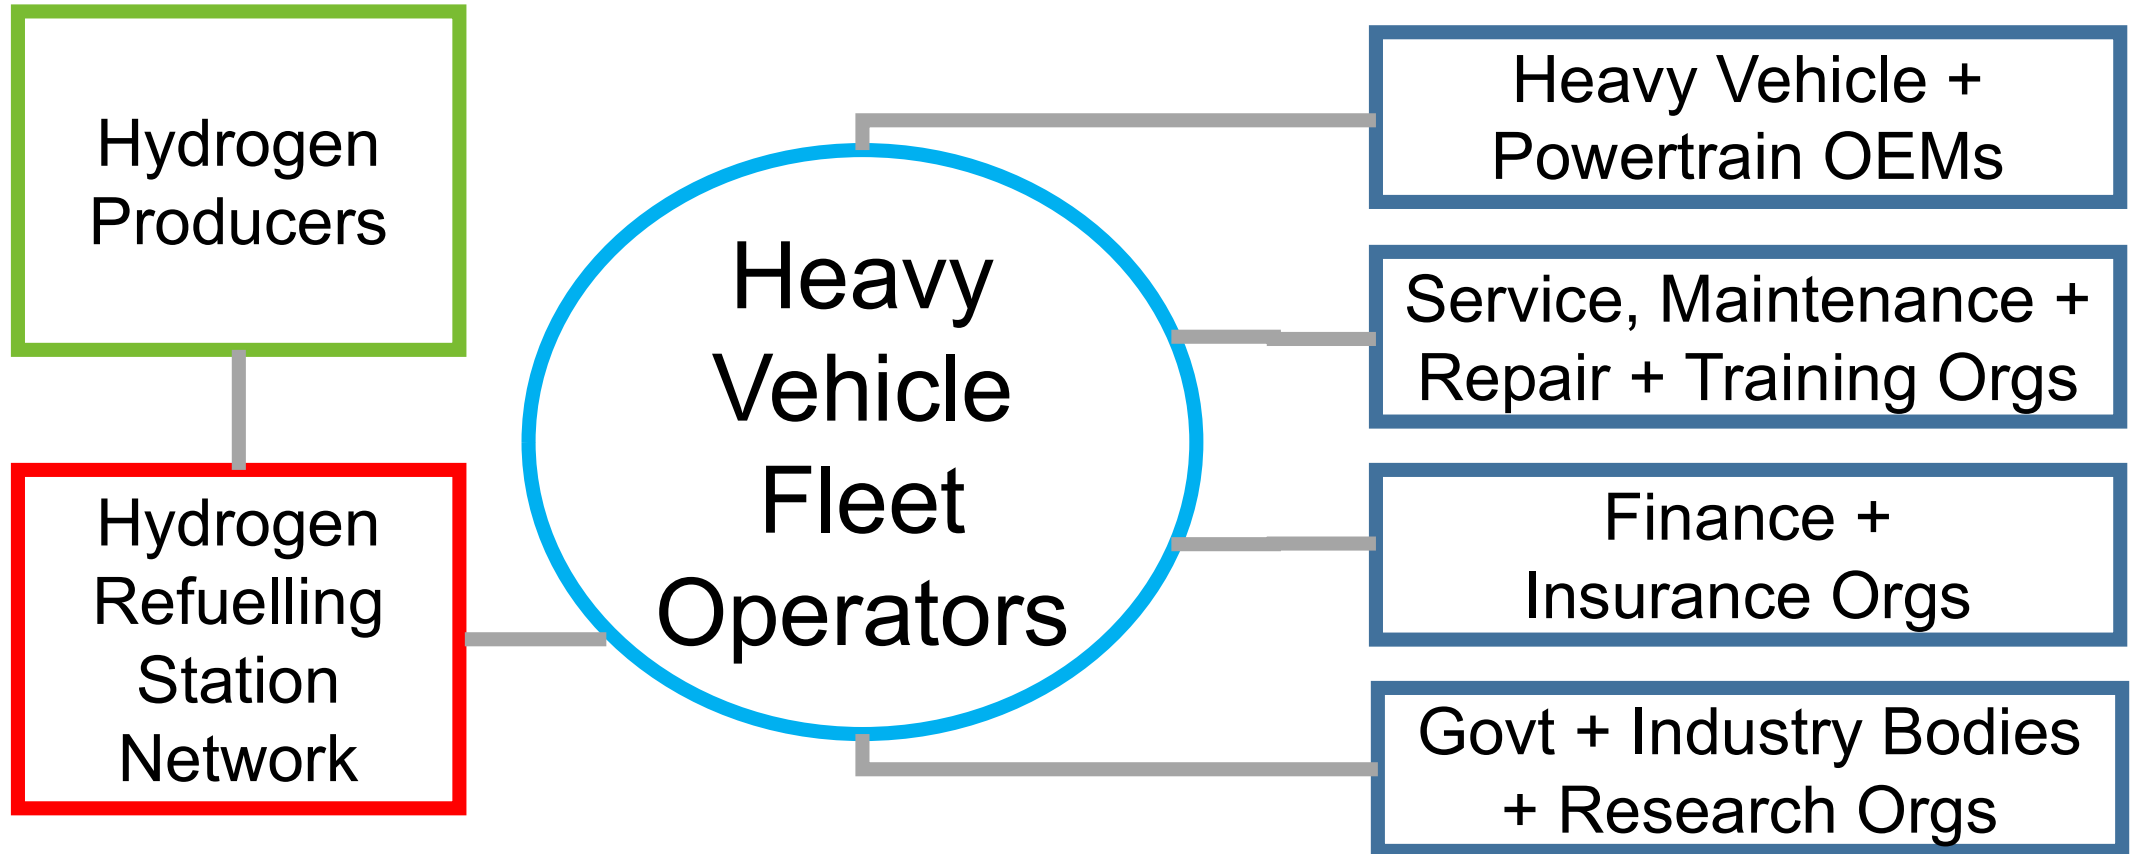 Hydrogen
Producers
Hydrogen
Refuelling
Station
Network
Heavy
Vehicle
Fleet
Operators
Heavy Vehicle +
Powertrain OEMs
Service, Maintenance +
Repair + Training Orgs
Finance +
Insurance Orgs
Govt + Industry Bodies
+ Research Orgs